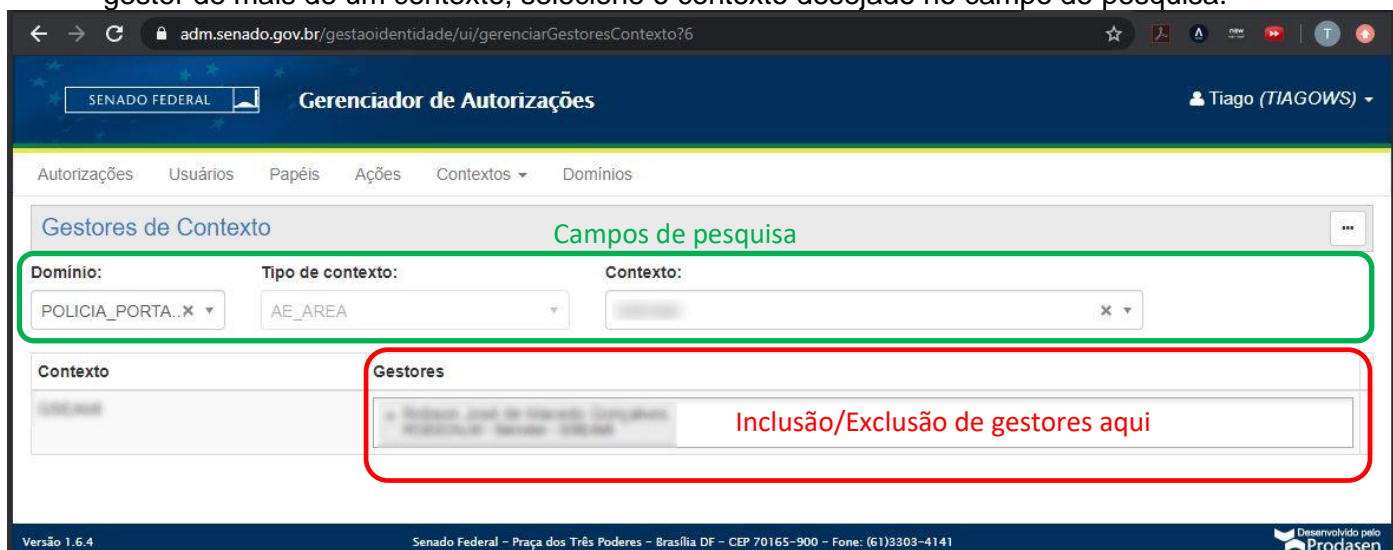 gestor de mais de um contexto, selecione o contexto desejado no campo de pesquisa.
adm.senado.gov.br/gestaoidentidade/ui/gerenciarGestoresContexto?6
new
T
SENADO FEDERAL
Gerenciador de Autorizações
Tiago (TIAGOWS)
Autorizações Usuários Papéis Ações Contextos Domínios
Gestores de Contexto
Campos de pesquisa
...
Domínio: Tipo de contexto: Contexto:
POLICIA_PORTA..× AE_AREA ×
Contexto Gestores
Inclusão/Exclusão de gestores aqui
Versão 1.6.4
Senado Federal – Praça dos Três Poderes – Brasília DF – CEP 70165-900 – Fone: (61)3303-4141
Desenvolvido pelo
Prodasen